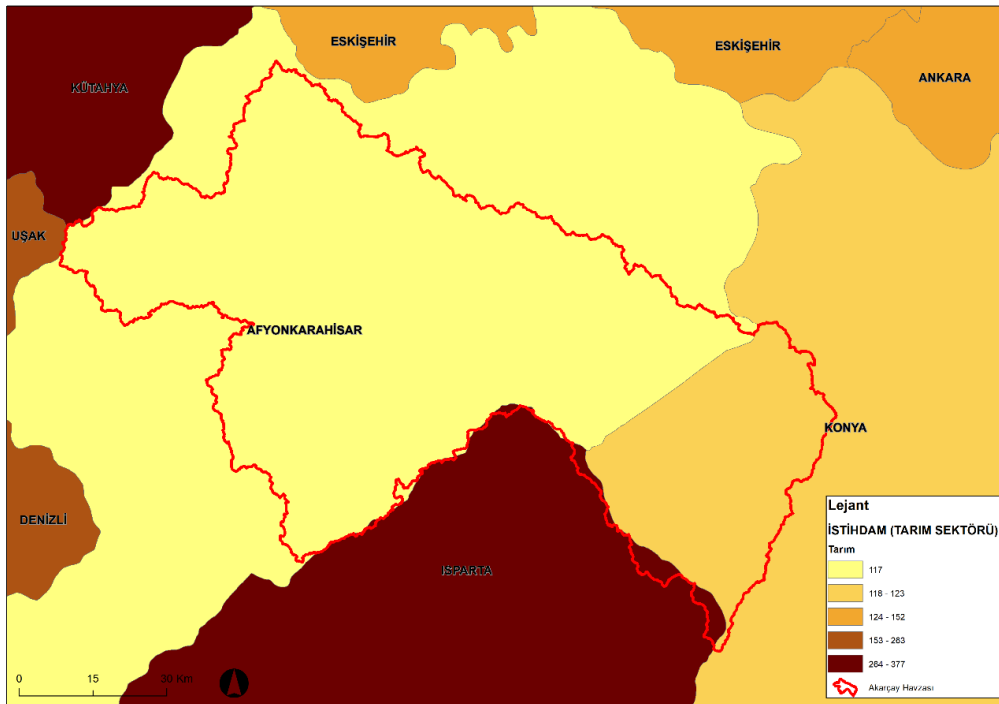 ESKİŞEHİR
ESKİŞEHİR
ANKARA
KÜTAHYA
UŞAK
AFYONKARAHİSAR
KONYA
DENİZLİ
ISPARTA
Lejant
İSTİHDAM (TARIM SEKTÖRÜ)
Tarım
117
118 - 123
124 - 152
153 - 263
264 - 377
Akarçay Havzası
0 15 30 Km